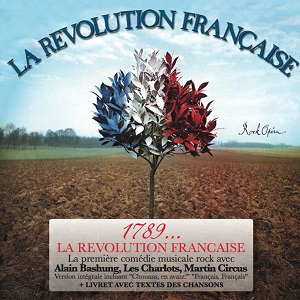 LA REVOLUTION FRANÇAISE
Rock Opéra
1789...
LA REVOLUTION FRANÇAISE
La première comédie musicale rock avec
Alain Bashung, Les Charlots, Martin Circus
Version intégrale incluant "Chouans, en avant!" "Français, Français"
+ LIVRET AVEC TEXTES DES CHANSONS